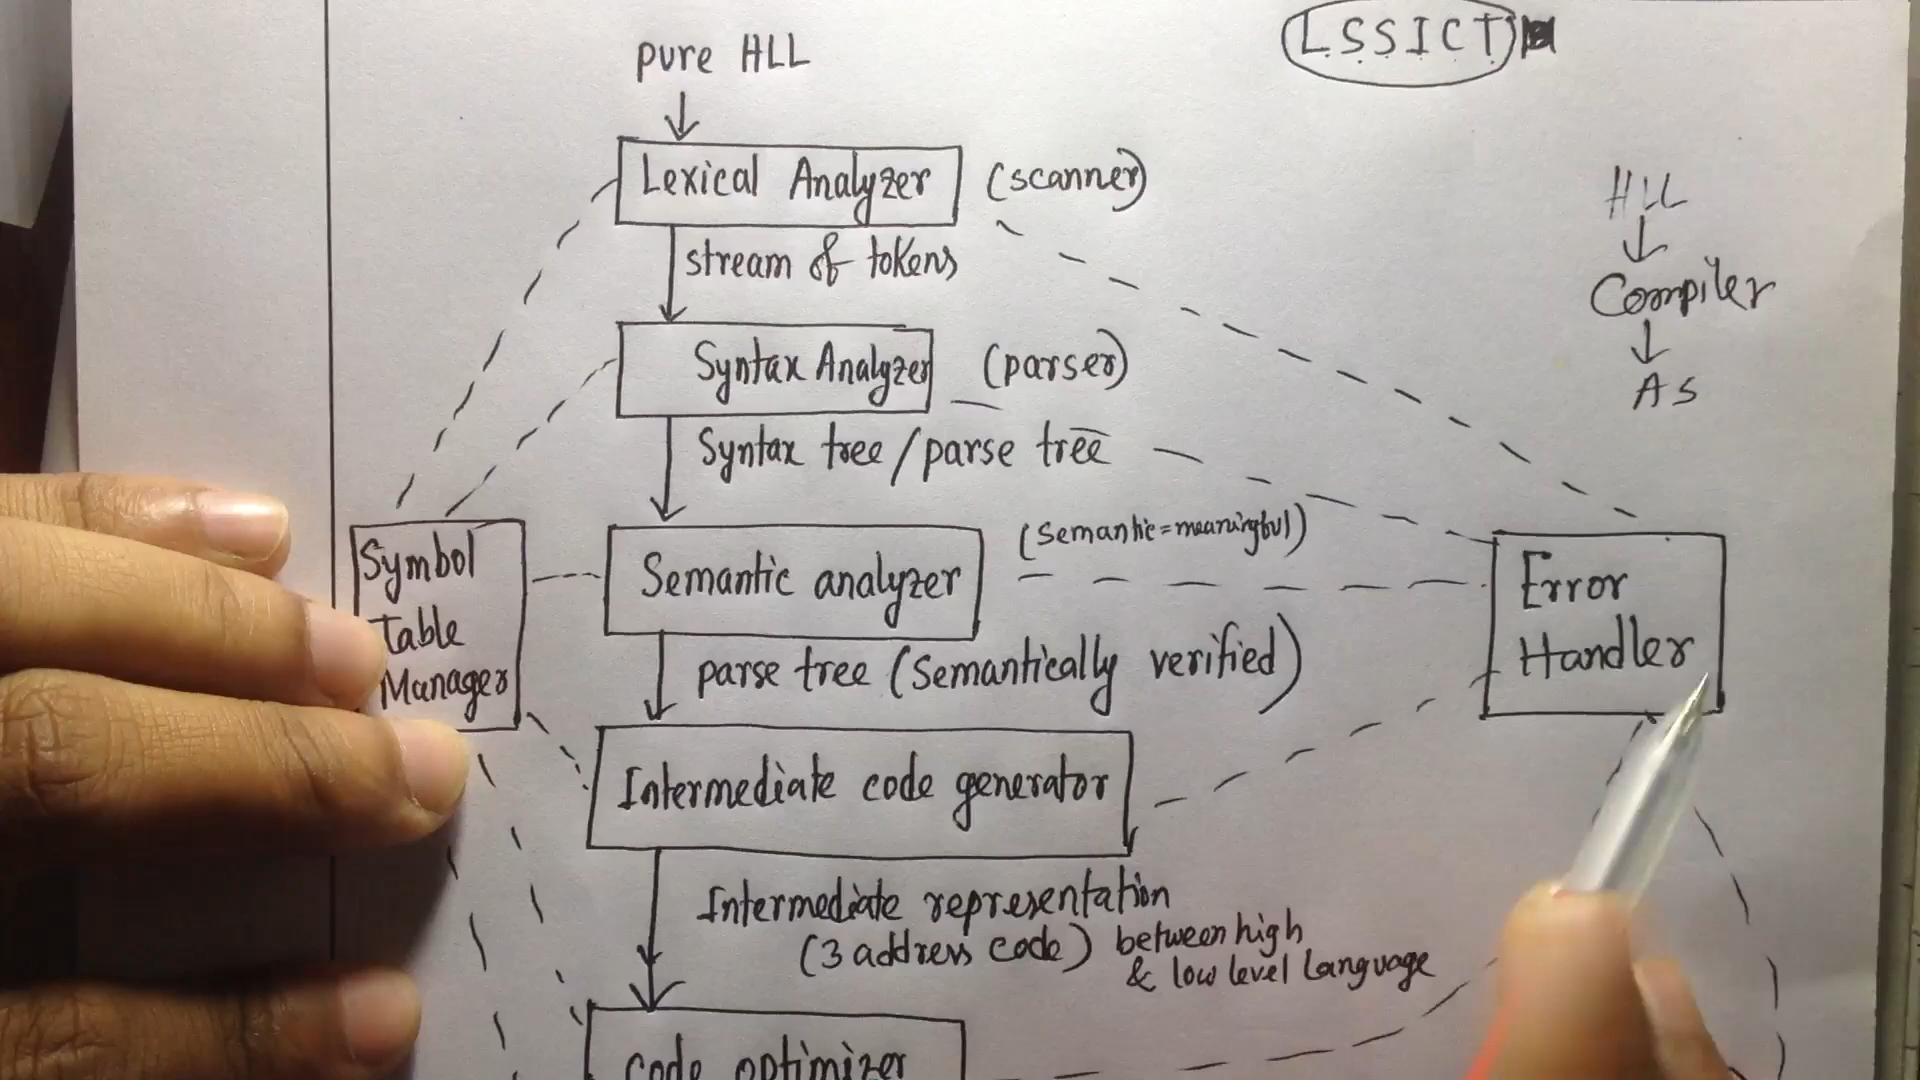 pure HLL
LSSICT
Lexical Analyzer (scanner)
stream of tokens
HLL
Compiler
AS
Syntax Analyzer (parser)
Syntax tree/parse tree
(Semantic=meaningful)
Symbol
Table
Manager
Semantic analyzer
Error
Handler
parse tree (Semantically verified)
Intermediate code generator
Intermediate representation
(3 address code) between high
& low level language
code optimizer